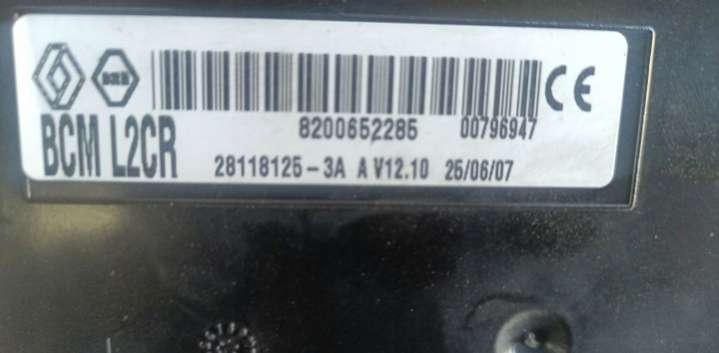 8200652285 00796947
BCM L2CR 28118125-3A A V12.10 25/06/07